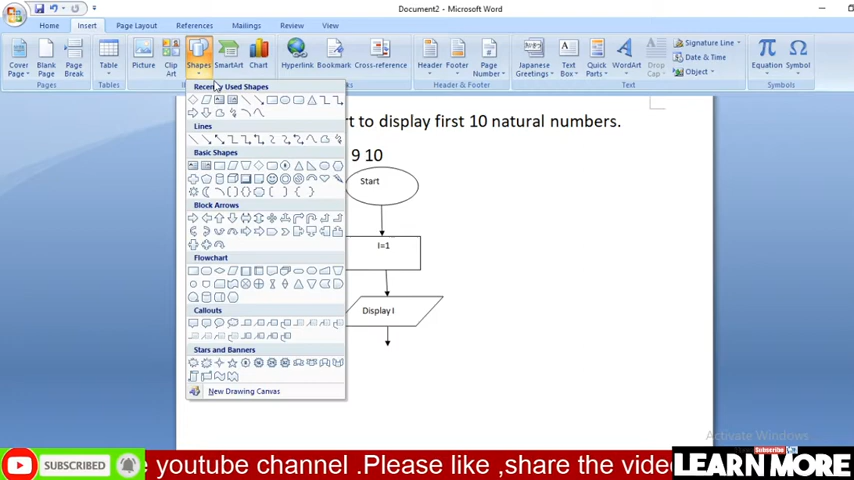 Document2 - Microsoft Word
Home Insert Page Layout References Mailings Review View
Cover Page Blank Page Page Break Table Picture Clip Art Shapes SmartArt Chart Hyperlink Bookmark Cross-reference Header Footer Page Number Japanese Greetings Text Box Quick Parts WordArt Drop Cap Signature Line Date & Time Object Equation Symbol
Pages Tables Links Header & Footer Text Symbols
Recently Used Shapes
Lines
Basic Shapes
Block Arrows
Flowchart
Callouts
Stars and Banners
New Drawing Canvas
rt to display first 10 natural numbers.
9 10
Start
I=1
Display I
Activate Windows
Subscribe
SUBSCRIBED
e youtube channel .Please like ,share the video
LEARN MORE